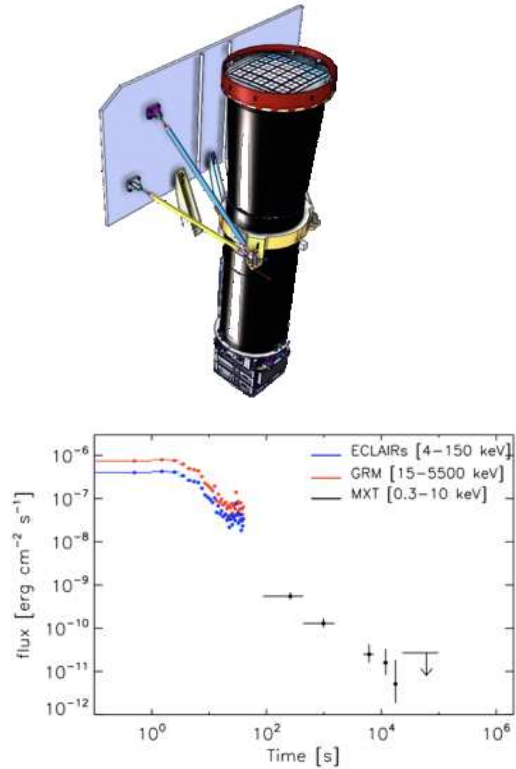 ECLAIRs [4−150 keV]
GRM [15−5500 keV]
MXT [0.3−10 keV]
flux [erg cm⁻² s⁻¹]
10⁻⁶
10⁻⁷
10⁻⁸
10⁻⁹
10⁻¹⁰
10⁻¹¹
10⁻¹²
10⁰ 10² 10⁴ 10⁶
Time [s]